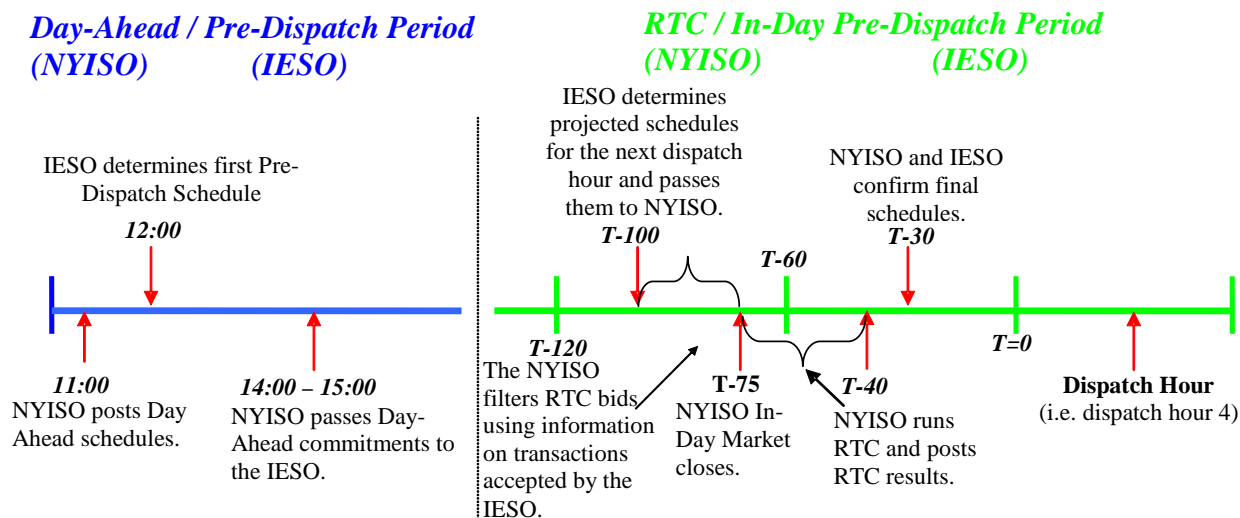 Day-Ahead / Pre-Dispatch Period
(NYISO) (IESO)
IESO determines first Pre-
Dispatch Schedule
12:00
11:00
NYISO posts Day
Ahead schedules.
14:00 – 15:00
NYISO passes Day-
Ahead commitments to
the IESO.
RTC / In-Day Pre-Dispatch Period
(NYISO) (IESO)
IESO determines
projected schedules
for the next dispatch
hour and passes
them to NYISO.
T-100
NYISO and IESO
confirm final
schedules.
T-30
T-60
T-120
The NYISO
filters RTC bids
using information
on transactions
accepted by the
IESO.
T-75
NYISO In-
Day Market
closes.
T-40
NYISO runs
RTC and posts
RTC results.
T=0
Dispatch Hour
(i.e. dispatch hour 4)